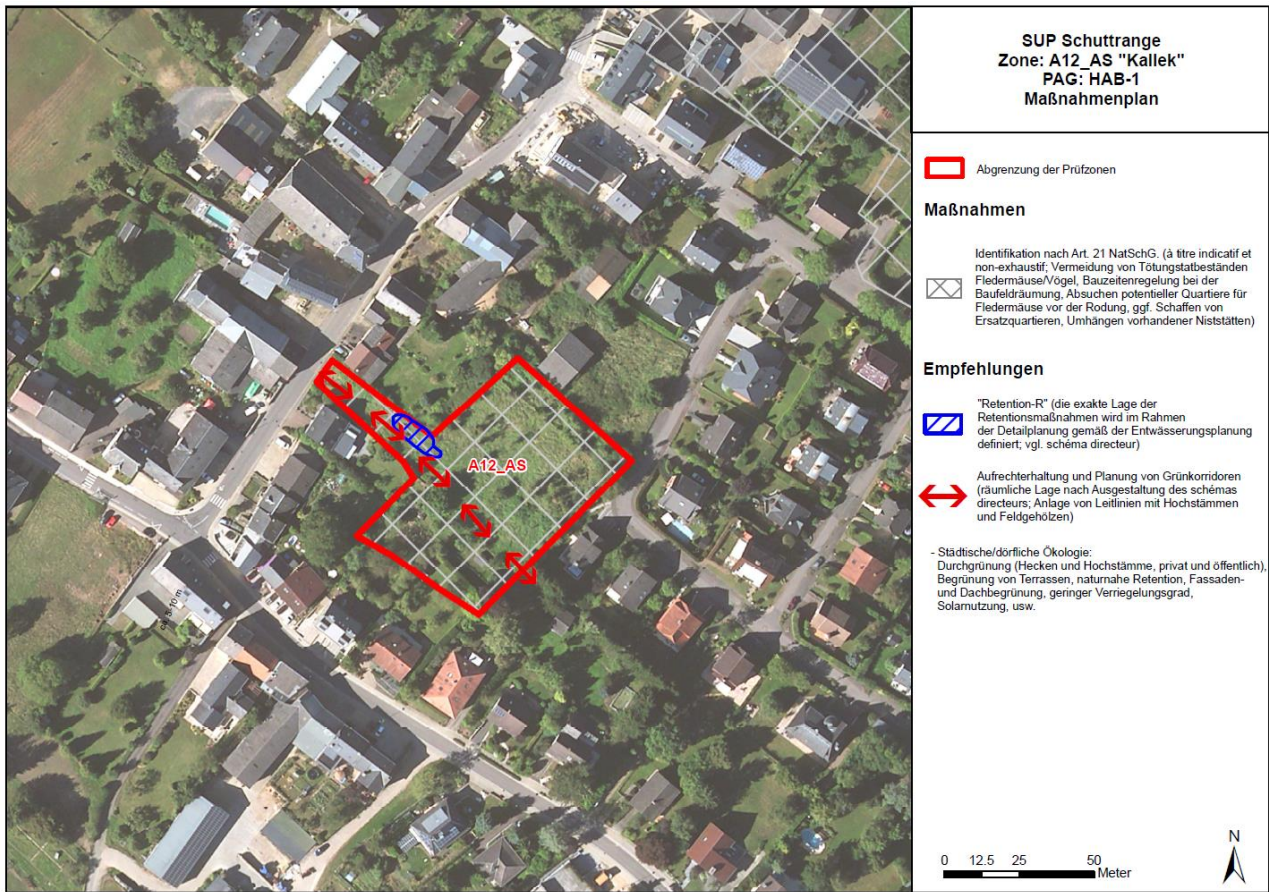 SUP Schuttrange
Zone: A12_AS "Kallek"
PAG: HAB-1
Maßnahmenplan
Abgrenzung der Prüfzonen
Maßnahmen
Identifikation nach Art. 21 NatSchG. (à titre indicatif et
non-exhaustif; Vermeidung von Tötungstatbeständen
Fledermäuse/Vögel, Bauzeitenregelung bei der
Baufeldräumung, Absuchen potentieller Quartiere für
Fledermäuse vor der Rodung, ggf. Schaffen von
Ersatzquartieren, Umhängen vorhandener Niststätten)
Empfehlungen
"Retention-R" (die exakte Lage der
Retentionsmaßnahmen wird im Rahmen
der Detailplanung gemäß der Entwässerungsplanung
definiert; vgl. schéma directeur)
Aufrechterhaltung und Planung von Grünkorridoren
(räumliche Lage nach Ausgestaltung des schémas
directeurs; Anlage von Leitlinien mit Hochstämmen
und Feldgehölzen)
- Städtische/dörfliche Ökologie:
Durchgrünung (Hecken und Hochstämme, privat und öffentlich),
Begrünung von Terrassen, naturnahe Retention, Fassaden-
und Dachbegrünung, geringer Verriegelungsgrad,
Solarnutzung, usw.
A12_AS
5-10 m
N
0 12.5 25 50
Meter